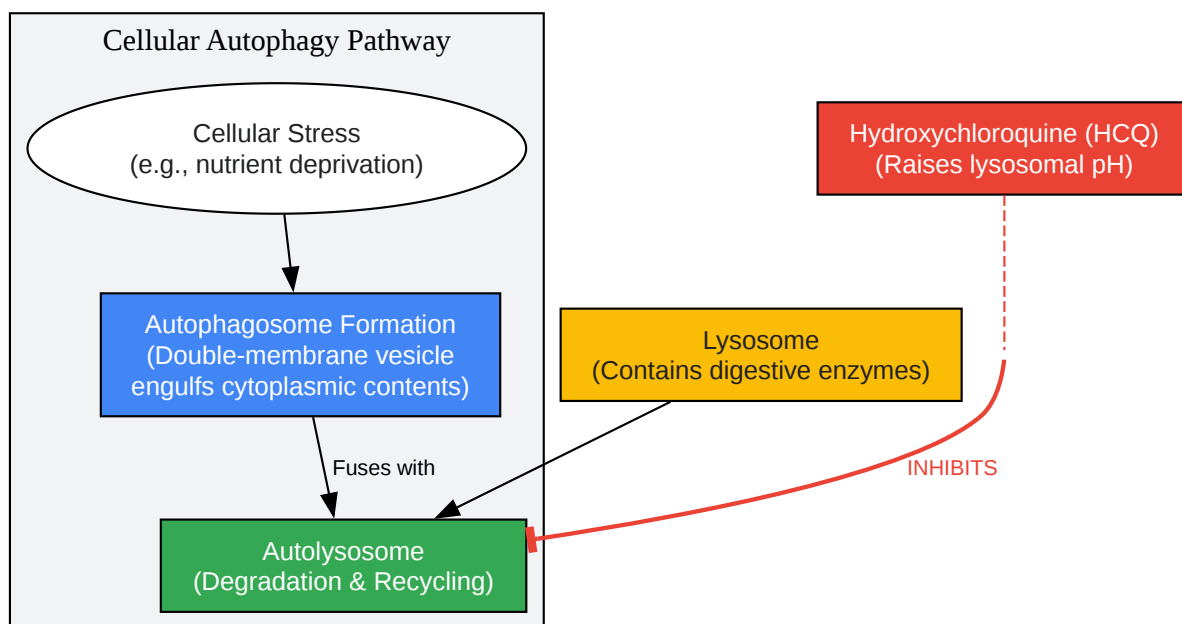 Cellular Autophagy Pathway
Cellular Stress
(e.g., nutrient deprivation)
Hydroxychloroquine (HCQ)
(Raises lysosomal pH)
Autophagosome Formation
(Double-membrane vesicle
engulfs cytoplasmic contents)
Lysosome
(Contains digestive enzymes)
Fuses with
INHIBITS
Autolysosome
(Degradation & Recycling)